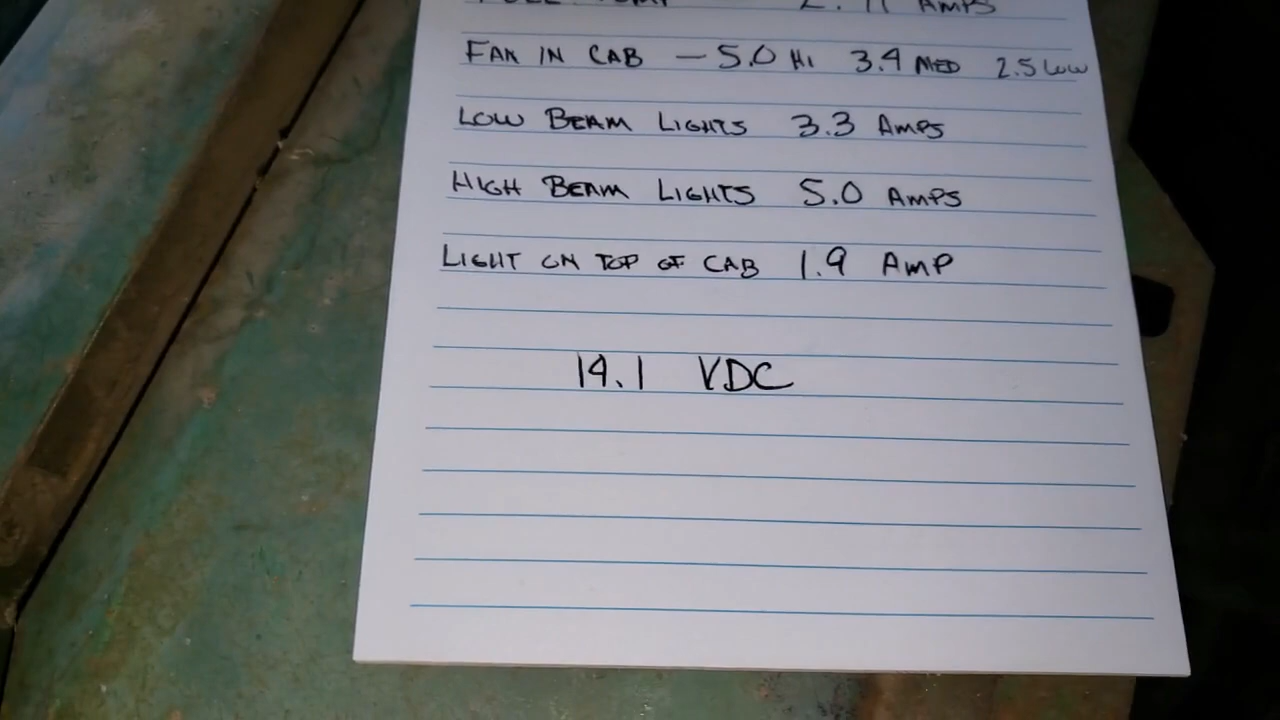 AMPS
FAN IN CAB — 5.0 HI 3.4 MED 2.5 LOW
LOW BEAM LIGHTS 3.3 AMPS
HIGH BEAM LIGHTS 5.0 AMPS
LIGHT ON TOP OF CAB 1.9 AMP
14.1 VDC